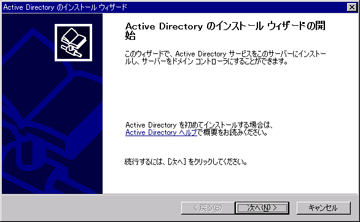 Active Directory のインストール ウィザード
Active Directory のインストール ウィザードの開
始
このウィザードで、Active Directory サービスをこのサーバーにインストー
ルし、サーバーをドメイン コントローラにすることができます。
Active Directory を初めてインストールする場合は、
Active Directory ヘルプで概要をお読みください。
続行するには、[次へ] をクリックしてください。
< 戻る(B)
次へ(N) >
キャンセル